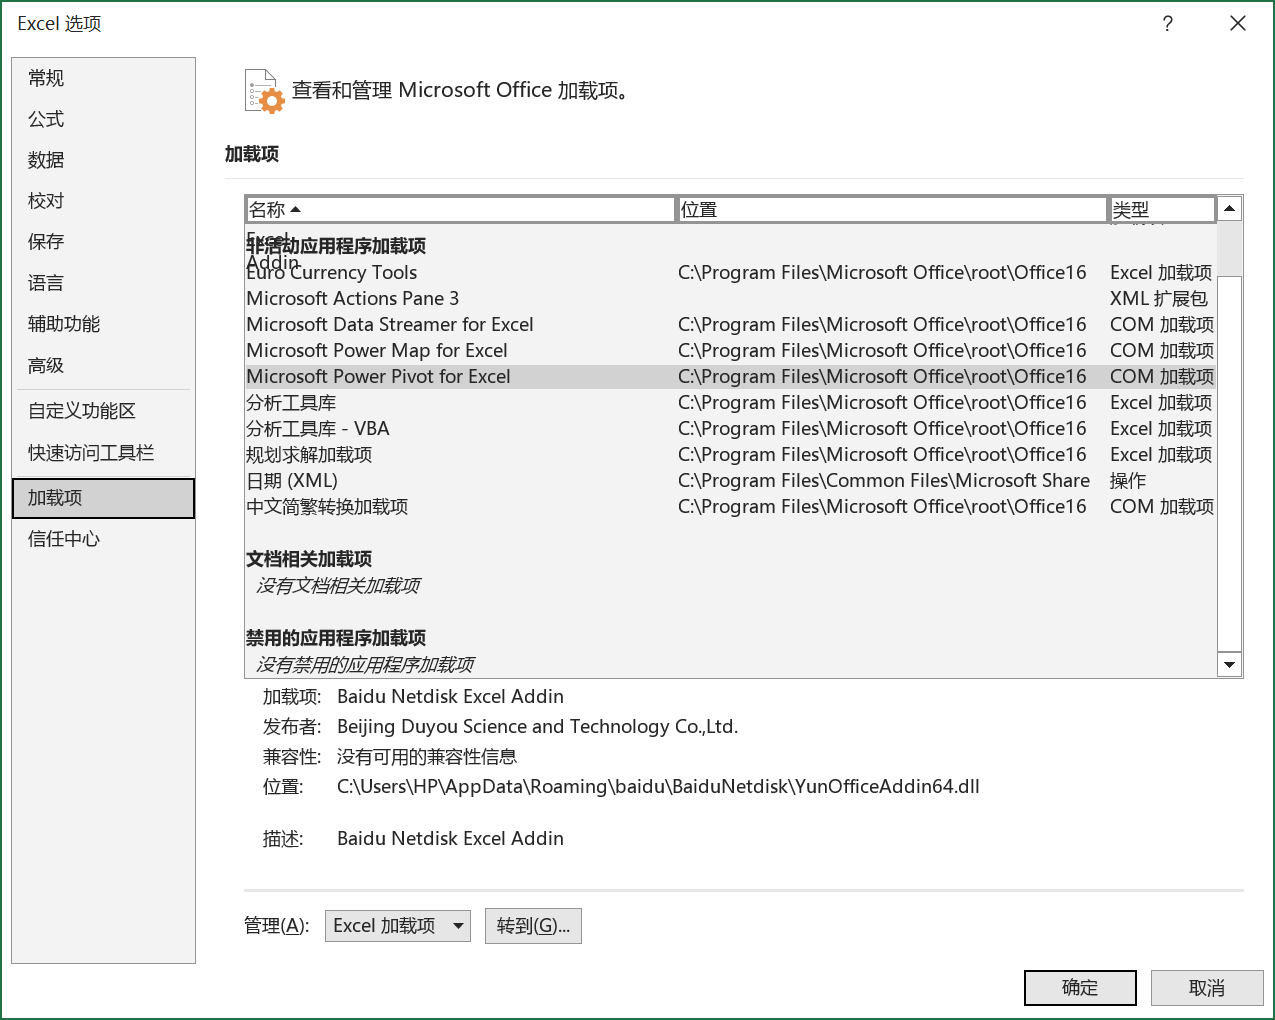 Excel 选项
?
常规
公式
数据
校对
保存
语言
辅助功能
高级
自定义功能区
快速访问工具栏
加载项
信任中心
查看和管理 Microsoft Office 加载项。
加载项
名称 位置 类型
Excel
非活动应用程序加载项
Addin
Euro Currency Tools C:\Program Files\Microsoft Office\root\Office16 Excel 加载项
Microsoft Actions Pane 3 XML 扩展包
Microsoft Data Streamer for Excel C:\Program Files\Microsoft Office\root\Office16 COM 加载项
Microsoft Power Map for Excel C:\Program Files\Microsoft Office\root\Office16 COM 加载项
Microsoft Power Pivot for Excel C:\Program Files\Microsoft Office\root\Office16 COM 加载项
分析工具库 C:\Program Files\Microsoft Office\root\Office16 Excel 加载项
分析工具库 - VBA C:\Program Files\Microsoft Office\root\Office16 Excel 加载项
规划求解加载项 C:\Program Files\Microsoft Office\root\Office16 Excel 加载项
日期 (XML) C:\Program Files\Common Files\Microsoft Share 操作
中文简繁转换加载项 C:\Program Files\Microsoft Office\root\Office16 COM 加载项
文档相关加载项
没有文档相关加载项
禁用的应用程序加载项
没有禁用的应用程序加载项
加载项: Baidu Netdisk Excel Addin
发布者: Beijing Duyou Science and Technology Co.,Ltd.
兼容性: 没有可用的兼容性信息
位置: C:\Users\HP\AppData\Roaming\baidu\BaiduNetdisk\YunOfficeAddin64.dll
描述: Baidu Netdisk Excel Addin
管理(A): Excel 加载项 转到(G)...
确定 取消